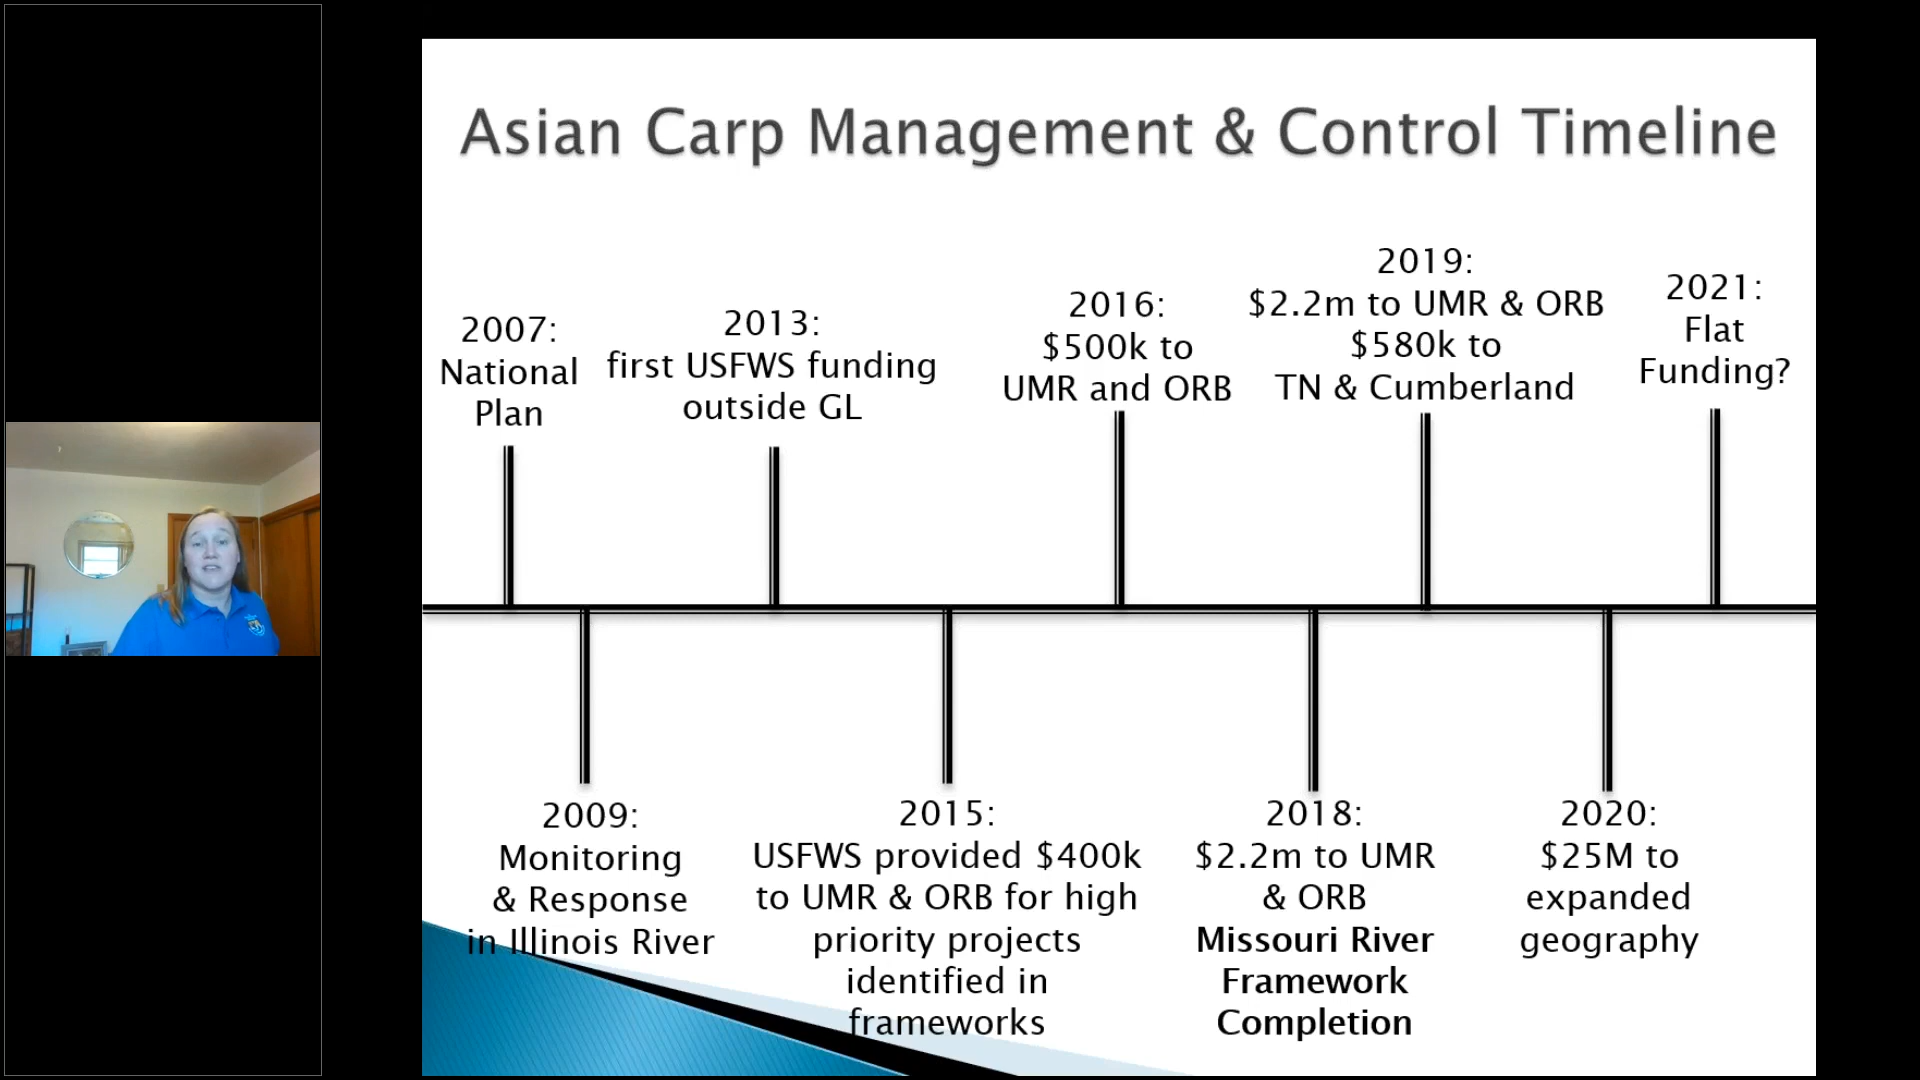 Asian Carp Management & Control Timeline
2007:
National
Plan
2013:
first USFWS funding
outside GL
2016:
$500k to
UMR and ORB
2019:
$2.2m to UMR & ORB
$580k to
TN & Cumberland
2021:
Flat
Funding?
2009:
Monitoring
& Response
in Illinois River
2015:
USFWS provided $400k
to UMR & ORB for high
priority projects
identified in
frameworks
2018:
$2.2m to UMR
& ORB
Missouri River
Framework
Completion
2020:
$25M to
expanded
geography